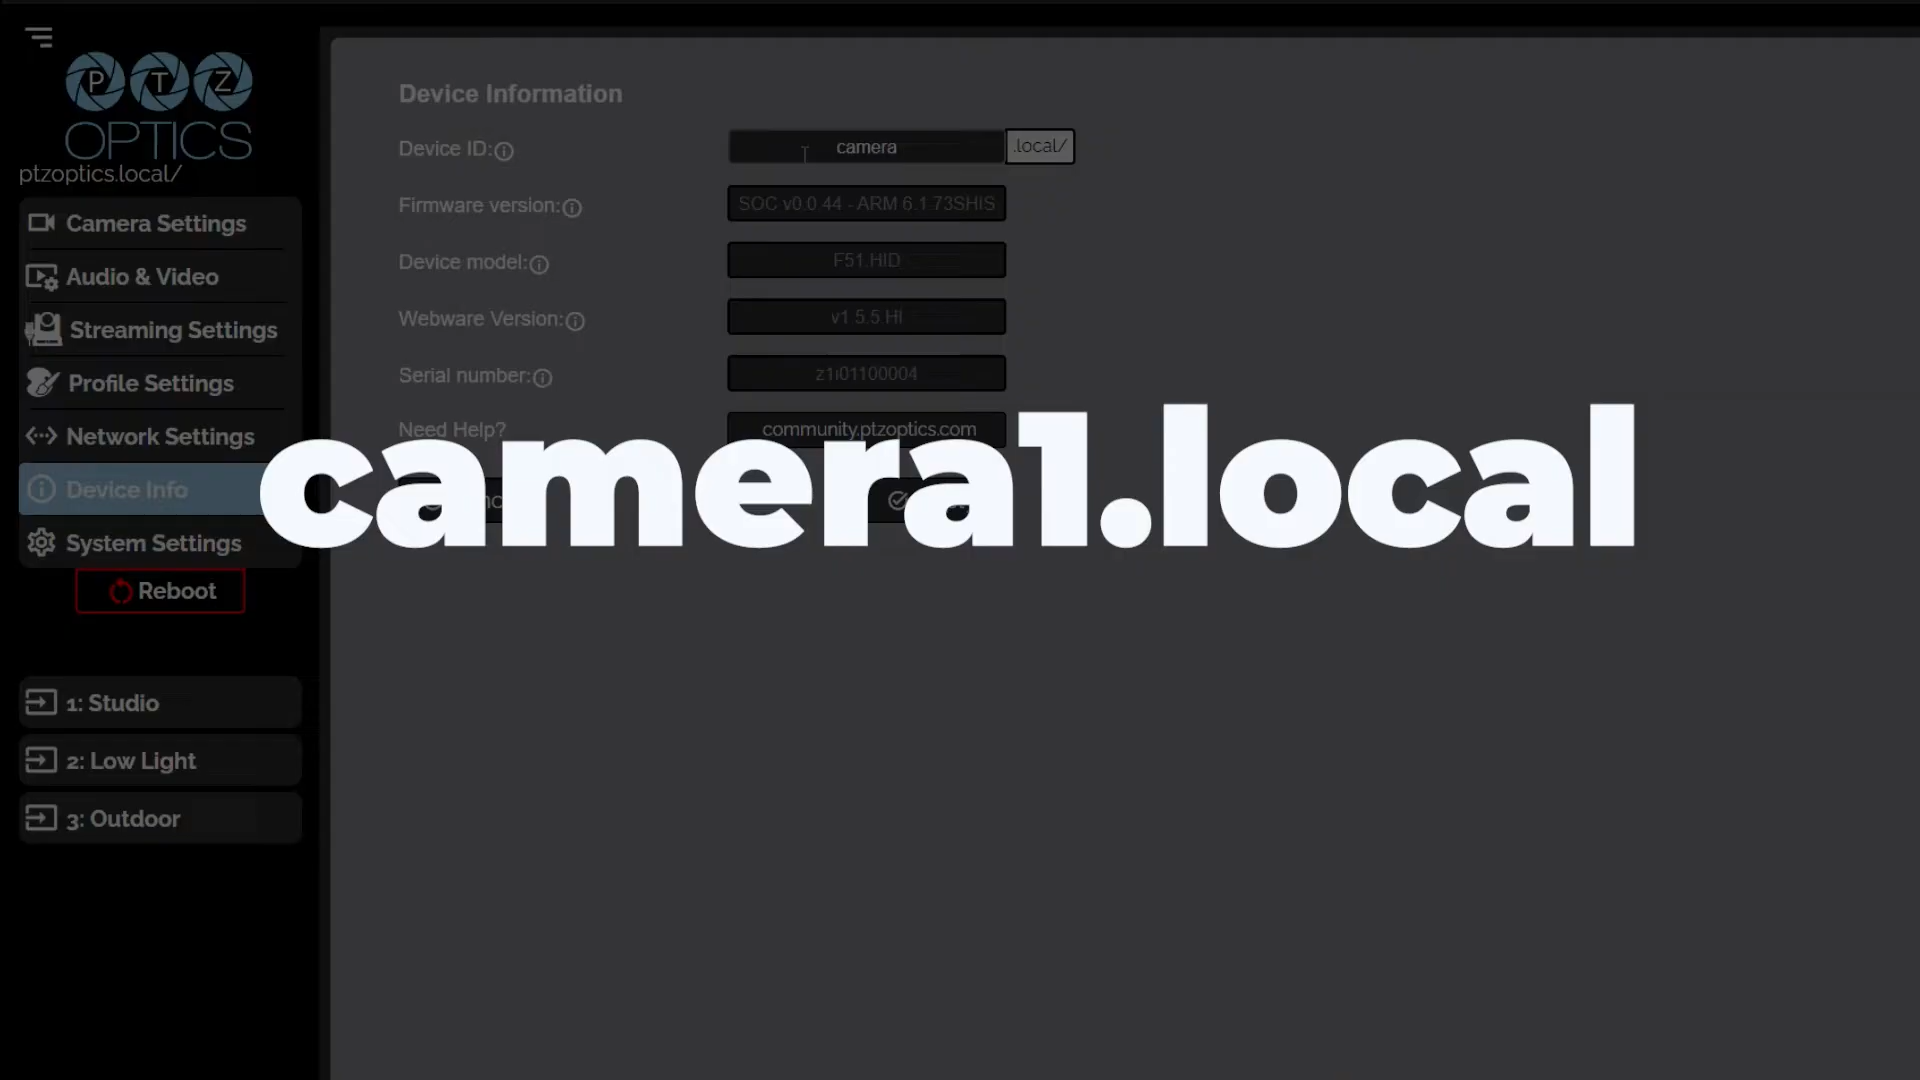 PTZ
OPTICS
ptzoptics.local/
Camera Settings
Audio & Video
Streaming Settings
Profile Settings
Network Settings
Device Info
System Settings
Reboot
1: Studio
2: Low Light
3: Outdoor
Device Information
Device ID: camera .local/
Firmware version: SOC v0.0.44 - ARM 6.1.73SHIS
Device model: F51.HID
Webware Version: v1.5.5.HI
Serial number: z1i01100004
Need Help? community.ptzoptics.com
camera1.local